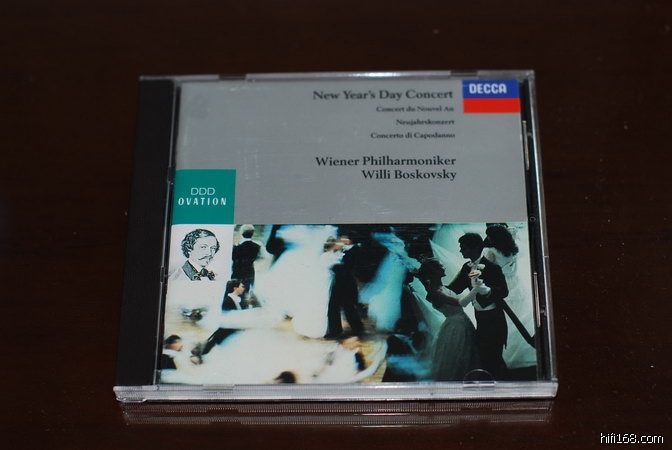 New Year's Day Concert
DECCA
Concert du Nouvel An
Neujahrskonzert
Concerto di Capodanno
Wiener Philharmoniker
Willi Boskovsky
DDD
OVATION
hifi168.com